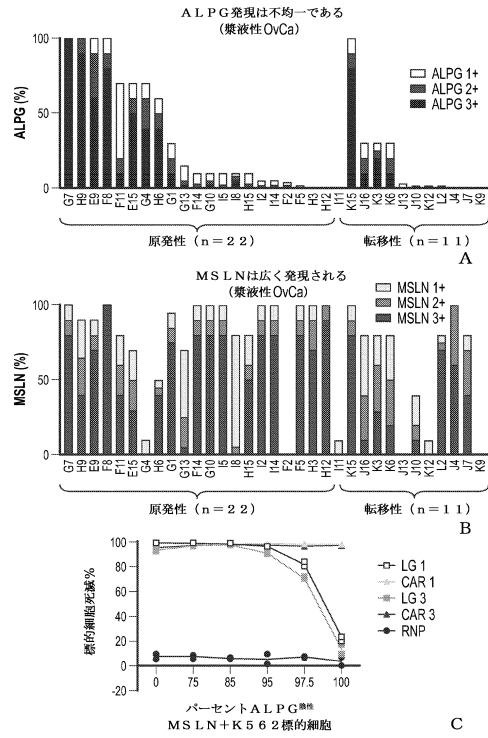 ALPG発現は不均一である
(漿液性OvCa)
ALPG (%)
100
50
0
ALPG 1+
ALPG 2+
ALPG 3+
G7 H9 E9 F8 F11 E15 G4 H6 G1 G13 F14 G10 I5 I8 H15 I2 I14 F2 F5 H3 H12 I11 K15 J16 K3 K6 J13 J10 K12 L2 J4 J7 K9
原発性(n=22)
転移性(n=11)
A
MSLNは広く発現される
(漿液性OvCa)
MSLN (%)
100
50
0
MSLN 1+
MSLN 2+
MSLN 3+
G7 H9 E9 F8 F11 E15 G4 H6 G1 G13 F14 G10 I5 I8 H15 I2 I14 F2 F5 H3 H12 I11 K15 J16 K3 K6 J13 J10 K12 L2 J4 J7 K9
原発性(n=22)
転移性(n=11)
B
標的細胞死滅%
100
80
60
40
20
0
-20
LG 1
CAR 1
LG 3
CAR 3
RNP
0 75 85 95 97.5 100
パーセントALPG陰性
MSLN+K562標的細胞
C